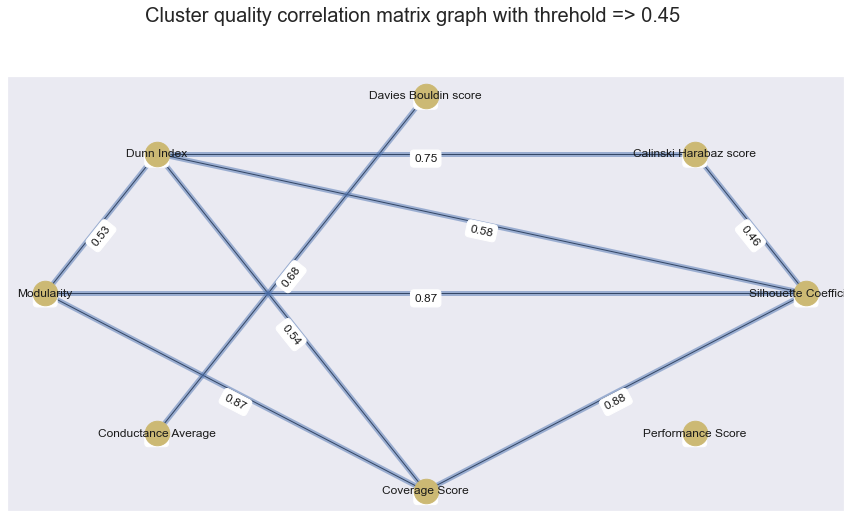 Cluster quality correlation matrix graph with threhold => 0.45
Davies Bouldin score
Dunn Index
0.75
Calinski Harabaz score
0.53
0.58
0.46
0.68
Modularity
0.87
Silhouette Coeffici
0.54
0.87
0.88
Conductance Average
Performance Score
Coverage Score